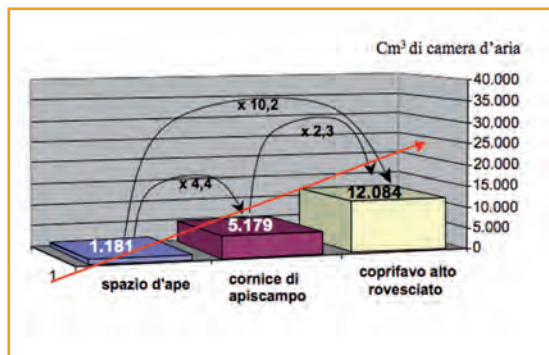 Cm³ di camera d'aria
40.000
35.000
30.000
25.000
20.000
15.000
10.000
5.000
0
x 10,2
x 2,3
x 4,4
12.084
5.179
1.181
1
spazio d'ape
cornice di
apiscampo
coprifavo alto
rovesciato